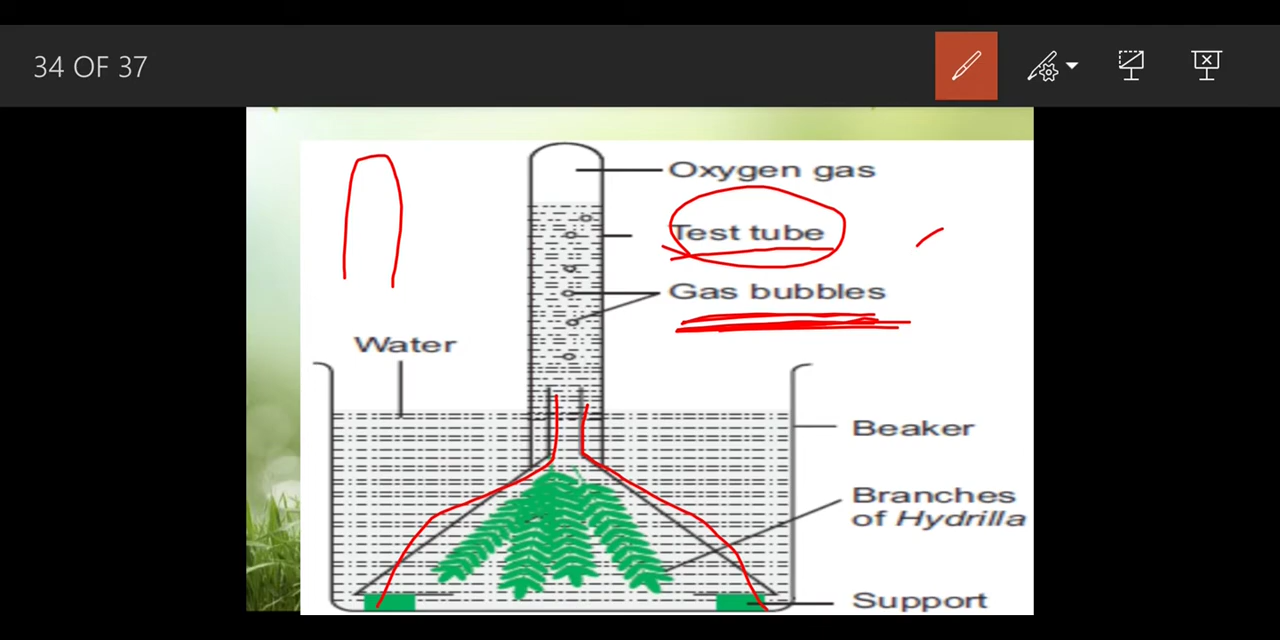 34 OF 37
Oxygen gas
Test tube
Gas bubbles
Water
Beaker
Branches
of Hydrilla
Support